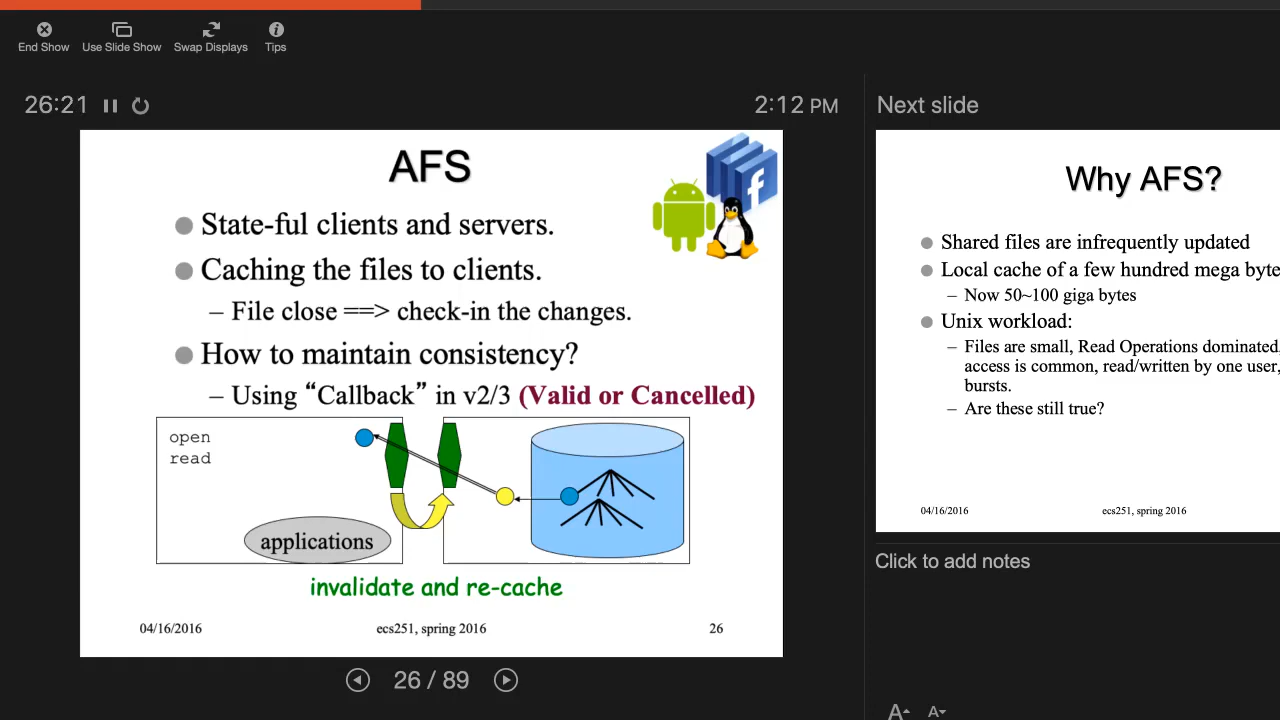 End Show
Use Slide Show
Swap Displays
Tips
26:21
2:12 PM
Next slide
AFS
State-ful clients and servers.
Caching the files to clients.
– File close ==> check-in the changes.
How to maintain consistency?
– Using “Callback” in v2/3 (Valid or Cancelled)
open
read
applications
invalidate and re-cache
04/16/2016
ecs251, spring 2016
26
26 / 89
Why AFS?
Shared files are infrequently updated
Local cache of a few hundred mega byte
– Now 50~100 giga bytes
Unix workload:
– Files are small, Read Operations dominated,
access is common, read/written by one user,
bursts.
– Are these still true?
04/16/2016
ecs251, spring 2016
Click to add notes
A
A